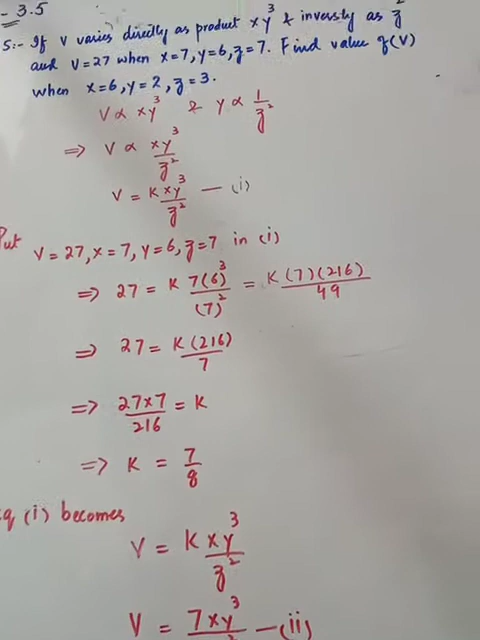 - 3.5
5:- If V varies directly as product xy³ & inversly as z²
and V=27 when x=7, y=6, z=7. Find value of (V)
when x=6, y=2, z=3.
V ∝ xy³ & y ∝ 1/z²
⇒ V ∝ xy³/z²
V = K xy³/z² — (i)
Put V=27, x=7, y=6, z=7 in (i)
⇒ 27 = K 7(6)³/(7)² = K(7)(216)/49
⇒ 27 = K(216)/7
⇒ 27×7/216 = K
⇒ K = 7/8
eq (i) becomes
V = K xy³/z²
V = 7xy³ — (ii)